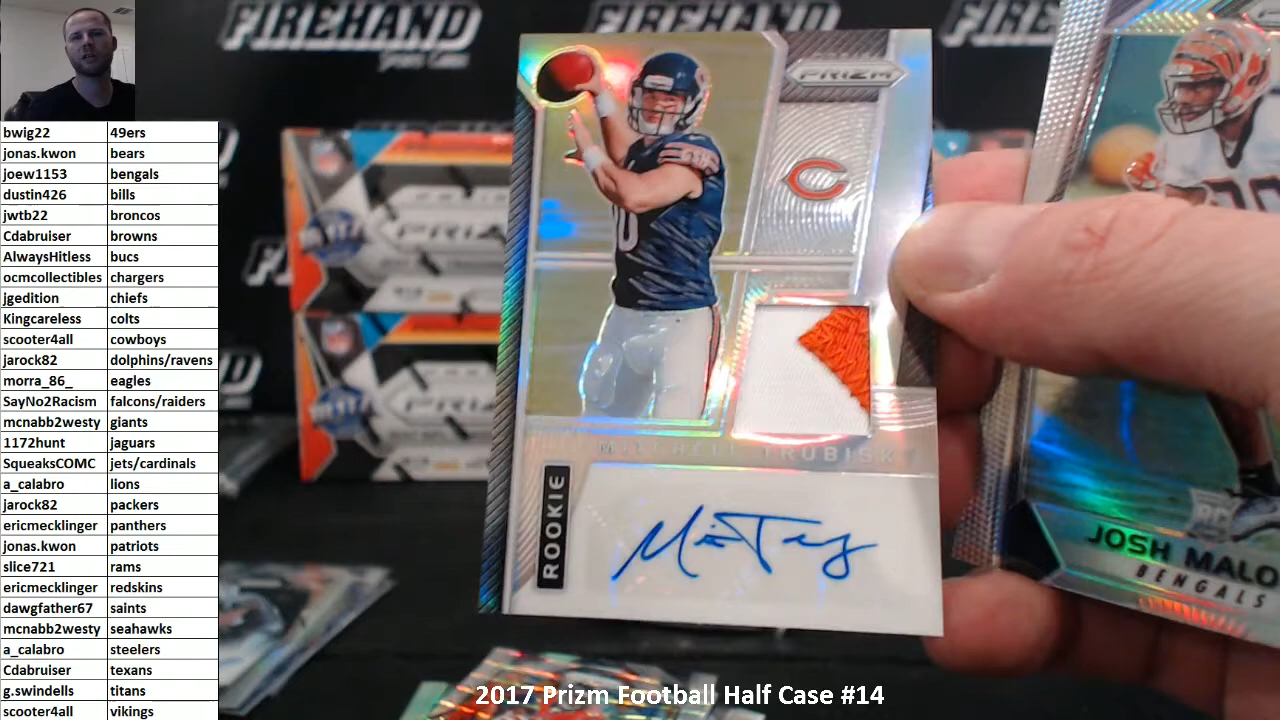 FIREHAND
FIREHAND
bwig22 49ers
jonas.kwon bears
joew1153 bengals
dustin426 bills
jwtb22 broncos
Cdabruiser browns
AlwaysHitless bucs
ocmcollectibles chargers
jgedition chiefs
Kingcareless colts
scooter4all cowboys
jarock82 dolphins/ravens
morra_86_ eagles
SayNo2Racism falcons/raiders
mcnabb2westy giants
1172hunt jaguars
SqueaksCOMC jets/cardinals
a_calabro lions
jarock82 packers
ericmecklinger panthers
jonas.kwon patriots
slice721 rams
ericmecklinger redskins
dawgfather67 saints
mcnabb2westy seahawks
a_calabro steelers
Cdabruiser texans
g.swindells titans
scooter4all vikings
PRIZM
C
MITCHELL TRUBISKY
ROOKIE
JOSH MALO
BENGALS
2017 Prizm Football Half Case #14